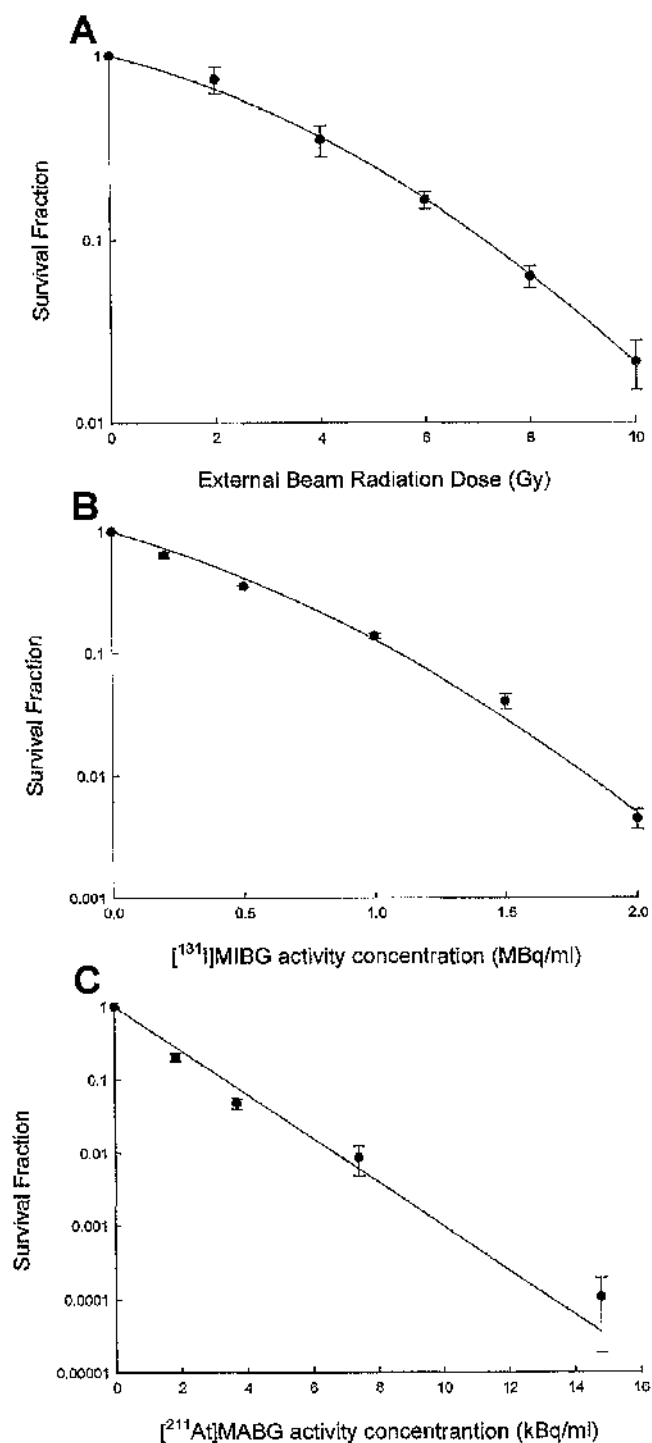 A
1
0.1
0.01
Survival Fraction
0 2 4 6 8 10
External Beam Radiation Dose (Gy)
B
1
0.1
0.01
0.001
Survival Fraction
0.0 0.5 1.0 1.5 2.0
[¹³¹I]MIBG activity concentration (MBq/ml)
C
1
0.1
0.01
0.001
0.0001
0.00001
Survival Fraction
0 2 4 6 8 10 12 14 16
[²¹¹At]MABG activity concentrantion (kBq/ml)